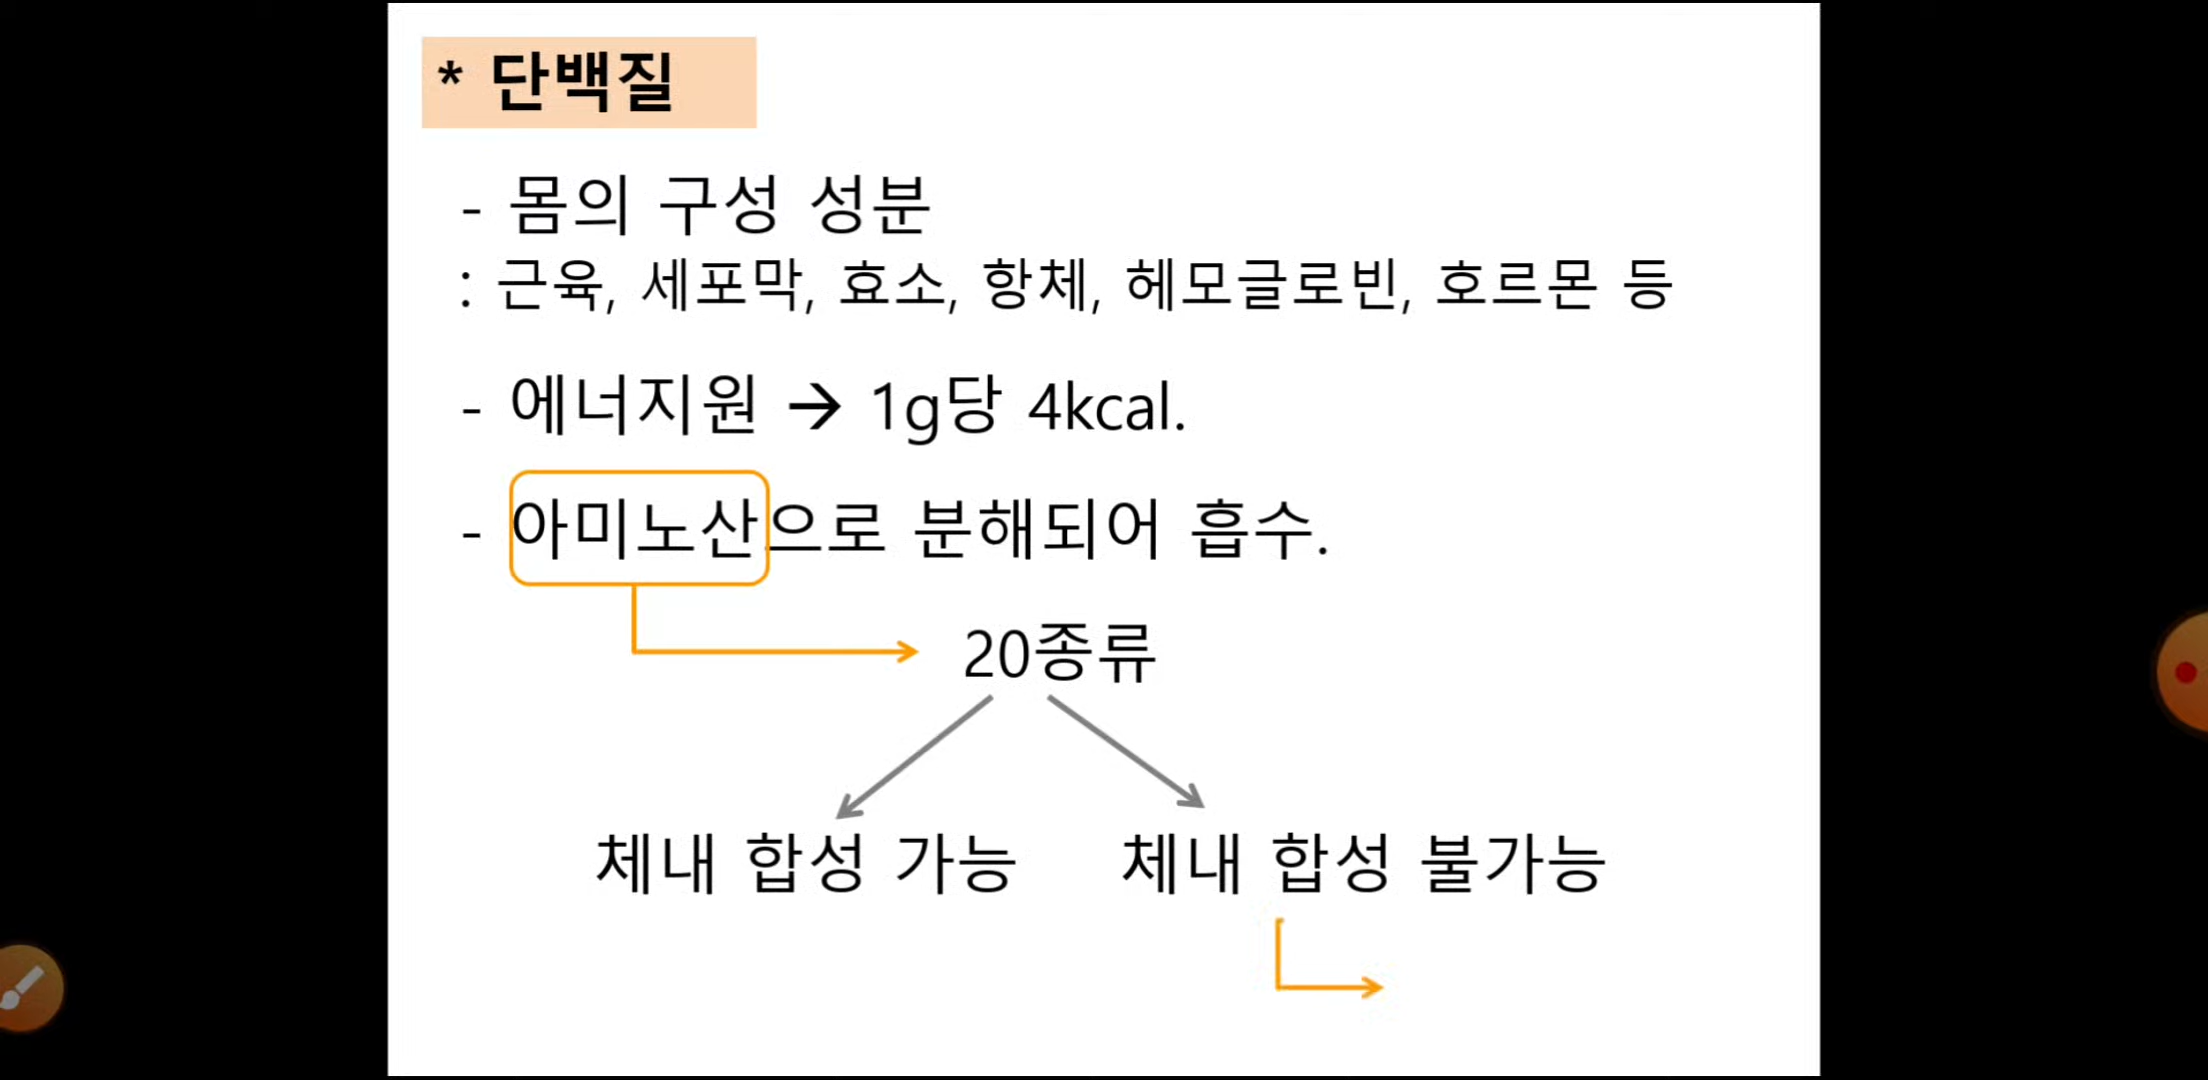 * 단백질
- 몸의 구성 성분
: 근육, 세포막, 효소, 항체, 헤모글로빈, 호르몬 등
- 에너지원 → 1g당 4kcal.
- 아미노산으로 분해되어 흡수.
20종류
체내 합성 가능 체내 합성 불가능